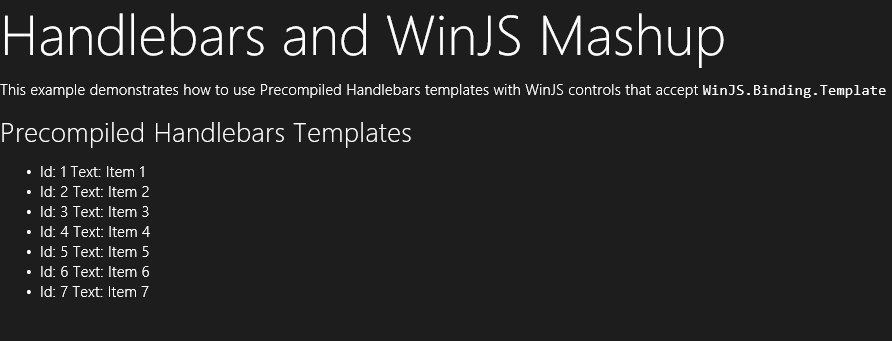 Handlebars and WinJS Mashup
This example demonstrates how to use Precompiled Handlebars templates with WinJS controls that accept WinJS.Binding.Template
Precompiled Handlebars Templates
• Id: 1 Text: Item 1
• Id: 2 Text: Item 2
• Id: 3 Text: Item 3
• Id: 4 Text: Item 4
• Id: 5 Text: Item 5
• Id: 6 Text: Item 6
• Id: 7 Text: Item 7